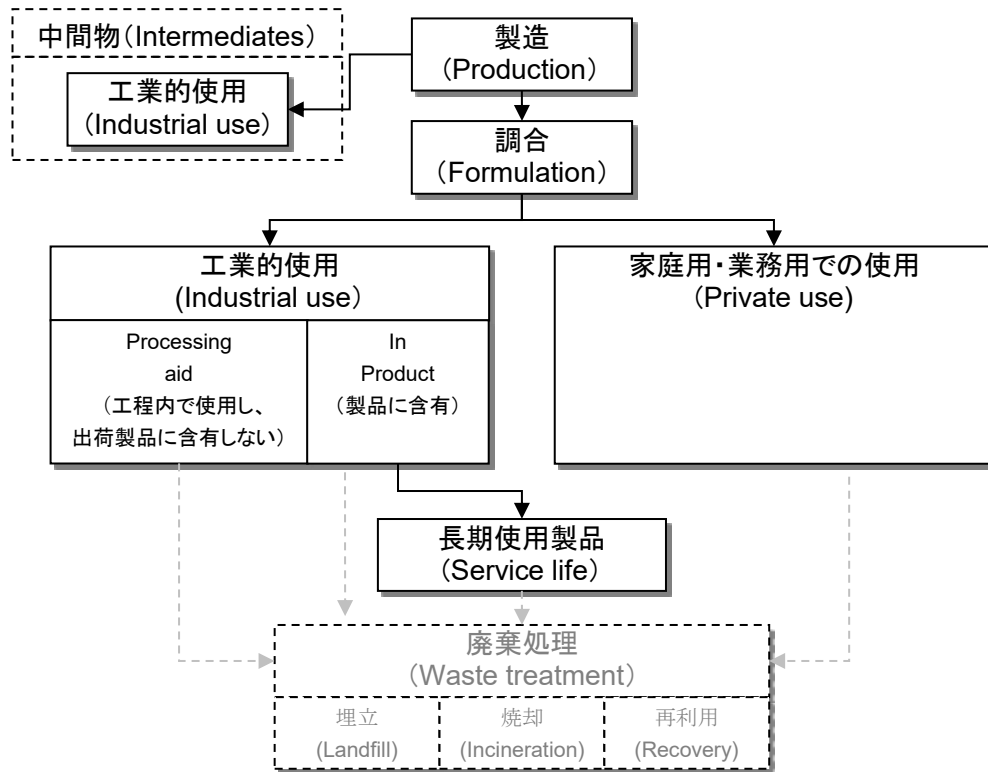 中間物（Intermediates）
工業的使用
（Industrial use）
製造
（Production）
調合
（Formulation）
工業的使用
(Industrial use）
Processing
aid
（工程内で使用し、
出荷製品に含有しない）
In
Product
（製品に含有）
家庭用・業務用での使用
（Private use)
長期使用製品
（Service life）
廃棄処理
（Waste treatment）
埋立
(Landfill)
焼却
(Incineration)
再利用
(Recovery)